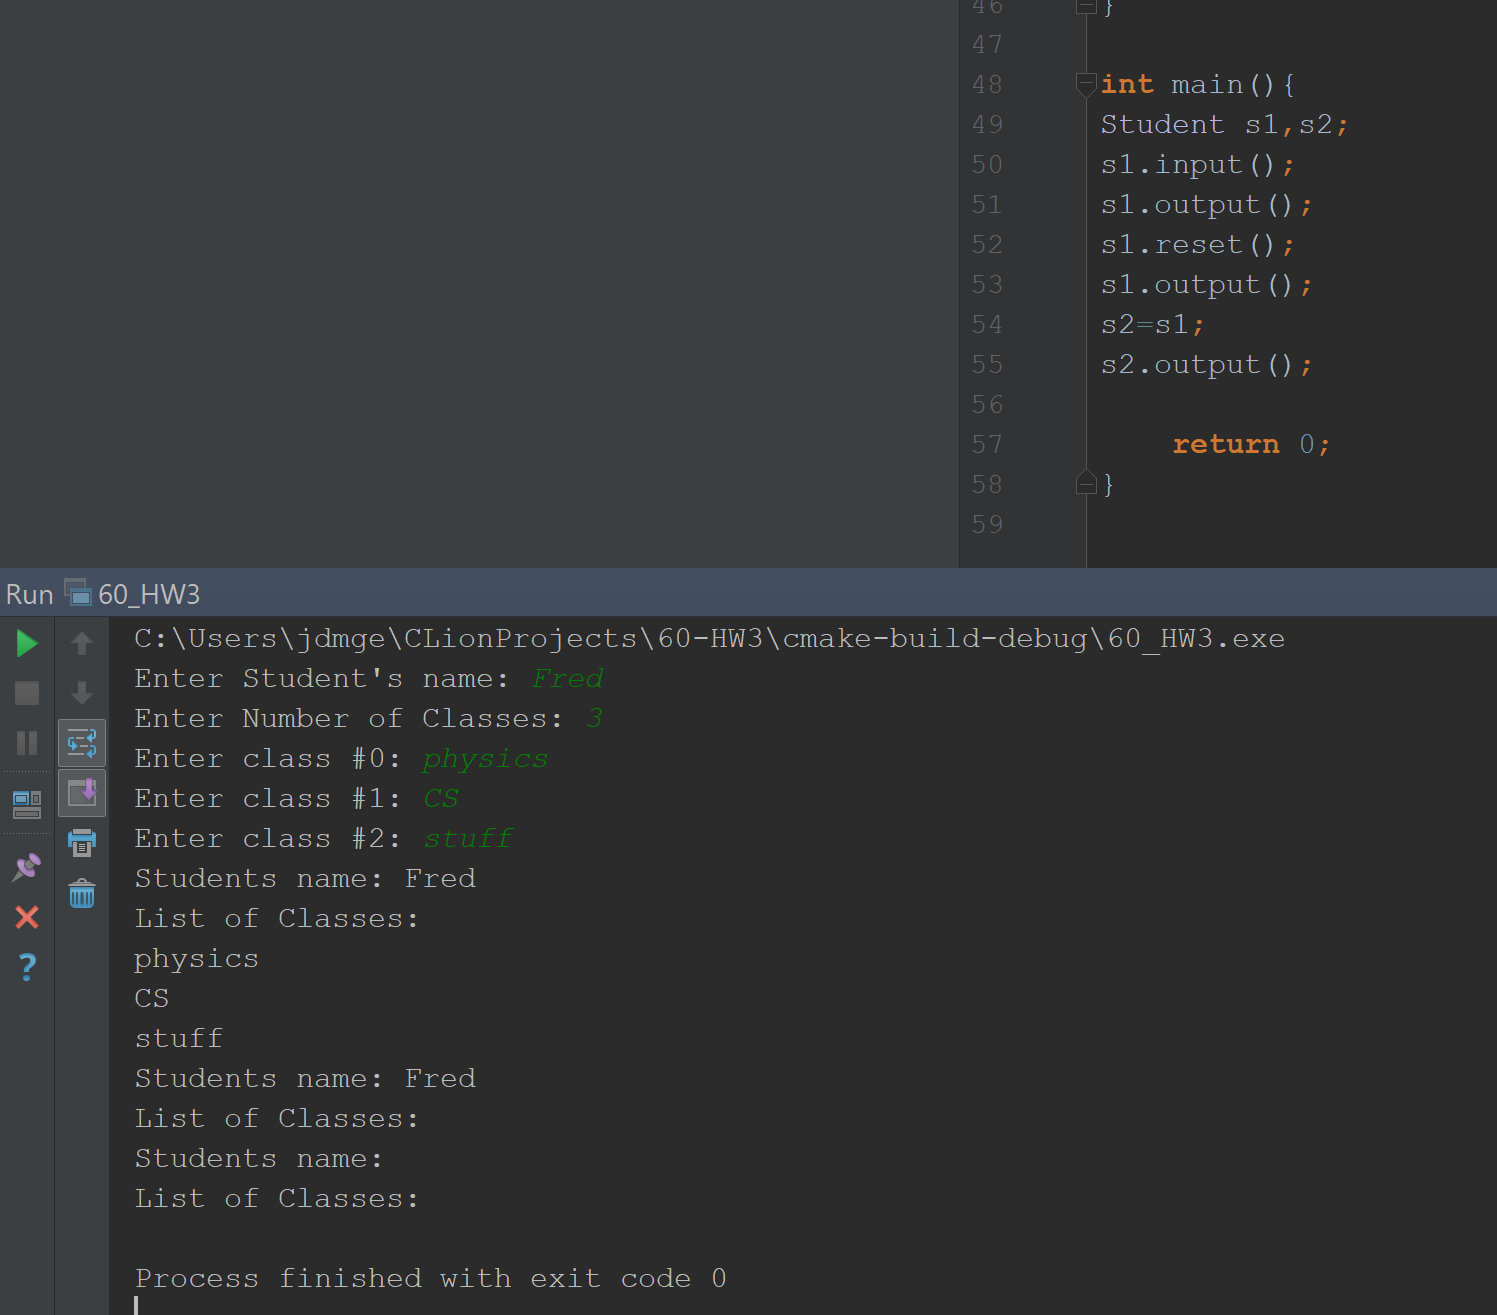 46 }
47
48 int main(){
49 Student s1,s2;
50 s1.input();
51 s1.output();
52 s1.reset();
53 s1.output();
54 s2=s1;
55 s2.output();
56
57 return 0;
58 }
59
Run 60_HW3
C:\Users\jdmge\CLionProjects\60-HW3\cmake-build-debug\60_HW3.exe
Enter Student's name: Fred
Enter Number of Classes: 3
Enter class #0: physics
Enter class #1: CS
Enter class #2: stuff
Students name: Fred
List of Classes:
physics
CS
stuff
Students name: Fred
List of Classes:
Students name:
List of Classes:
Process finished with exit code 0